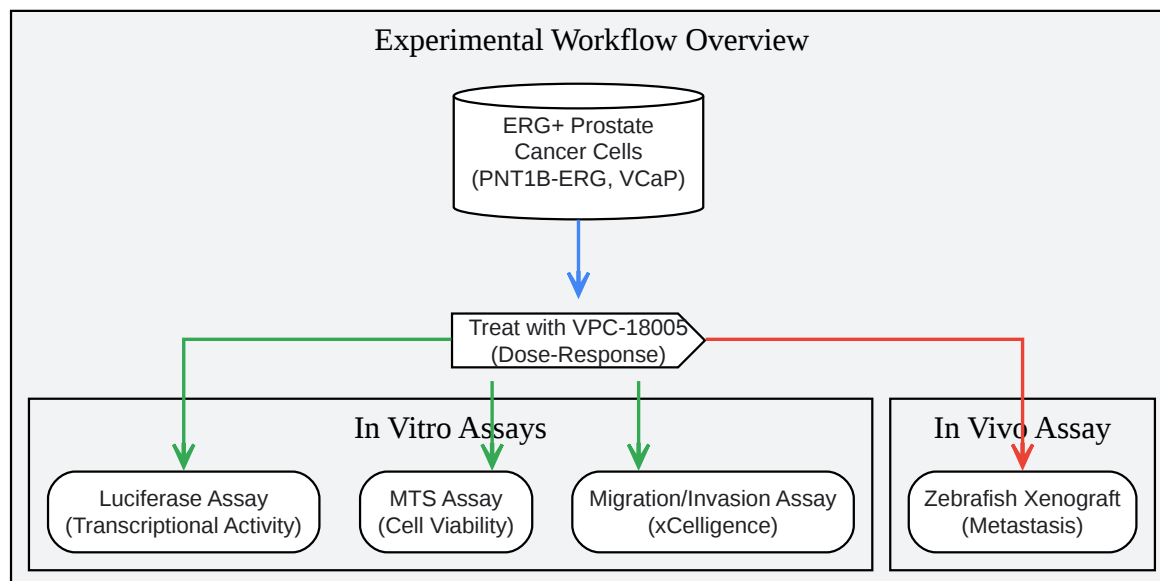 Experimental Workflow Overview
ERG+ Prostate
Cancer Cells
(PNT1B-ERG, VCaP)
Treat with VPC-18005
(Dose-Response)
In Vitro Assays
In Vivo Assay
Luciferase Assay
(Transcriptional Activity)
MTS Assay
(Cell Viability)
Migration/Invasion Assay
(xCelligence)
Zebrafish Xenograft
(Metastasis)